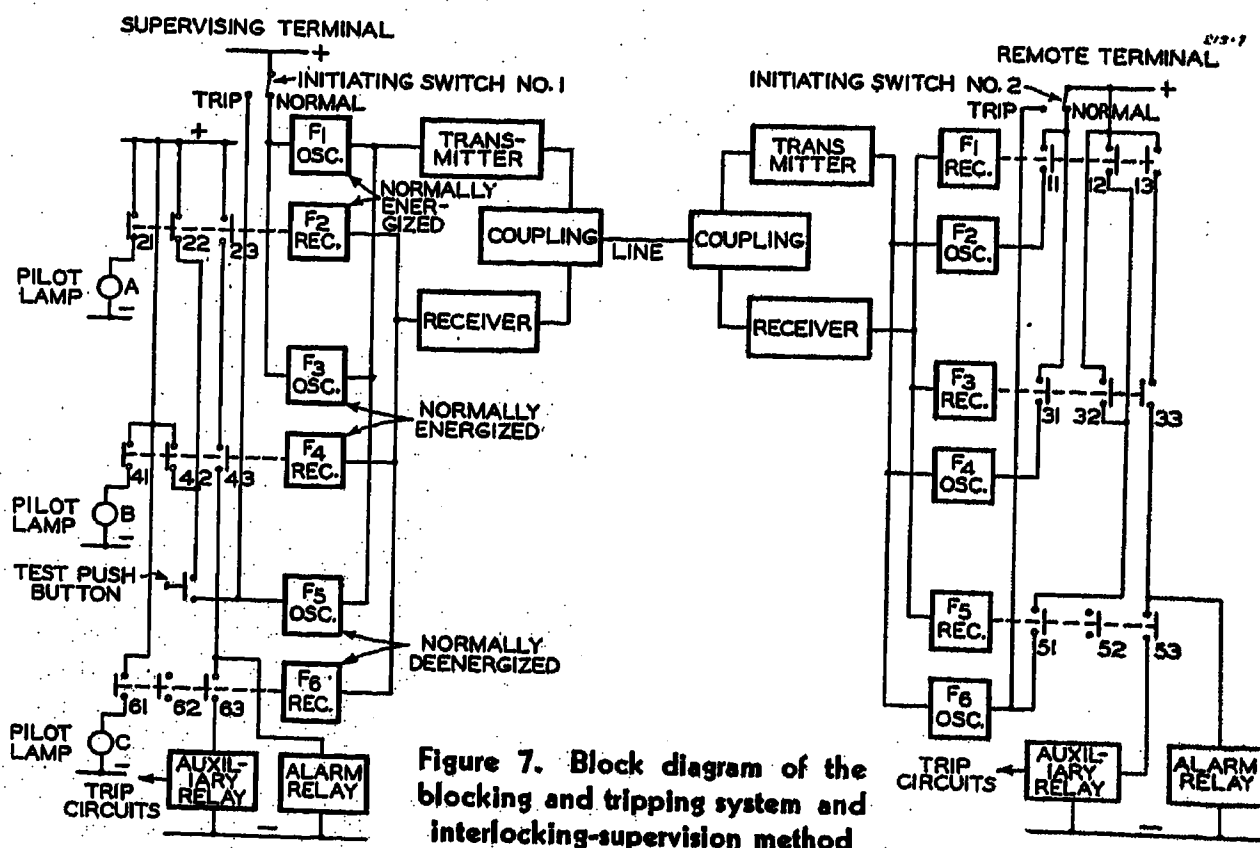 SUPERVISING TERMINAL
+
INITIATING SWITCH NO. 1
TRIP
NORMAL
+
F1
OSC.
TRANS-
MITTER
NORMALLY
ENER-
GIZED
F2
REC.
21
22
23
COUPLING
LINE
PILOT
LAMP
A
–
RECEIVER
F3
OSC.
NORMALLY
ENERGIZED
F4
REC.
41
42
43
PILOT
LAMP
B
–
TEST PUSH
BUTTON
F5
OSC.
NORMALLY
DEENERGIZED
F6
REC.
61
62
63
PILOT
LAMP
C
–
TRIP
CIRCUITS
AUXIL-
IARY
RELAY
ALARM
RELAY
–
REMOTE TERMINAL
INITIATING SWITCH NO. 2
+
TRIP
NORMAL
TRANS
MITTER
F1
REC.
11
12
13
F2
OSC.
COUPLING
RECEIVER
F3
REC.
31
32
33
F4
OSC.
F5
REC.
51
52
53
F6
OSC.
TRIP
CIRCUITS
AUXIL-
IARY
RELAY
ALARM
RELAY
–
Figure 7. Block diagram of the
blocking and tripping system and
interlocking-supervision method